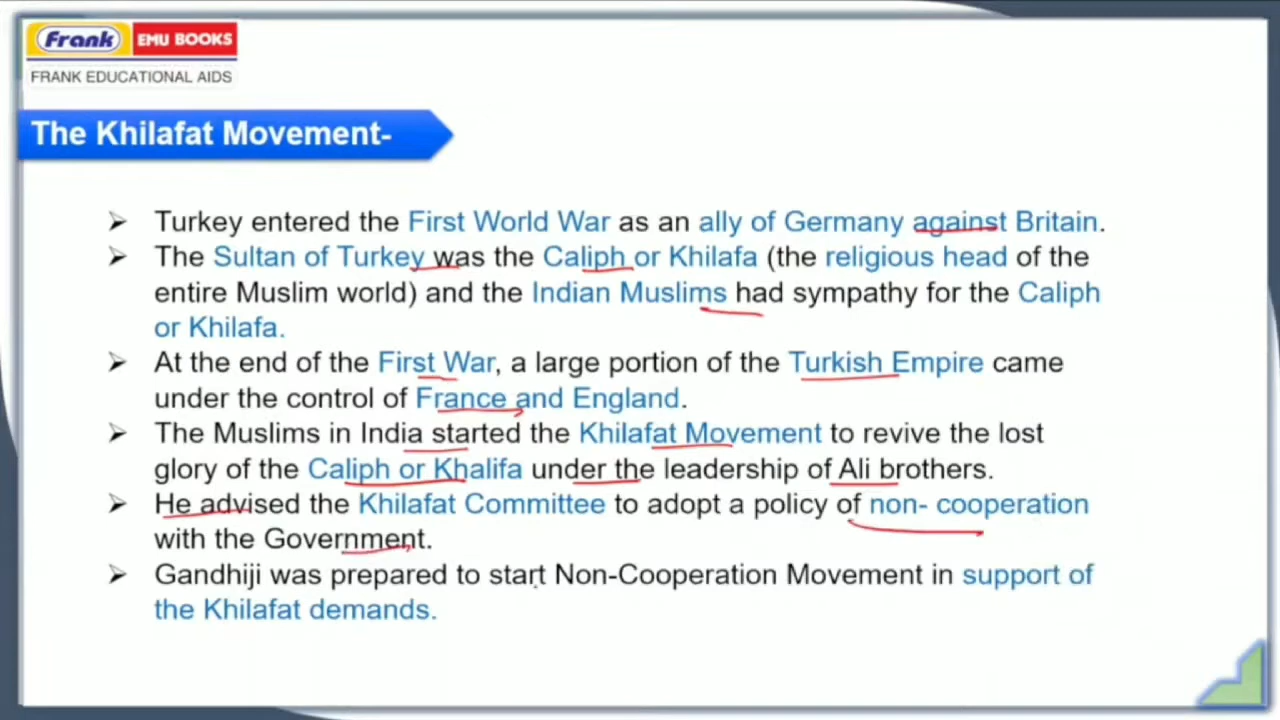 Frank EMU BOOKS
FRANK EDUCATIONAL AIDS
The Khilafat Movement-
➢ Turkey entered the First World War as an ally of Germany against Britain.
➢ The Sultan of Turkey was the Caliph or Khilafa (the religious head of the
entire Muslim world) and the Indian Muslims had sympathy for the Caliph
or Khilafa.
➢ At the end of the First War, a large portion of the Turkish Empire came
under the control of France and England.
➢ The Muslims in India started the Khilafat Movement to revive the lost
glory of the Caliph or Khalifa under the leadership of Ali brothers.
➢ He advised the Khilafat Committee to adopt a policy of non- cooperation
with the Government.
➢ Gandhiji was prepared to start Non-Cooperation Movement in support of
the Khilafat demands.